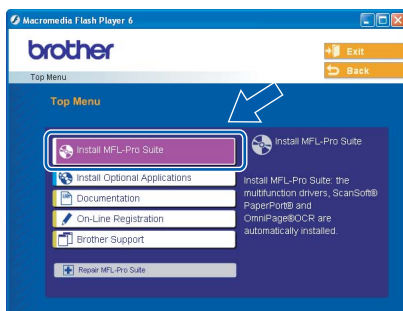 Macromedia Flash Player 6
brother
Exit
Back
Top Menu
Top Menu
Install MFL-Pro Suite
Install Optional Applications
Documentation
On-Line Registration
Brother Support
Repair MFL-Pro Suite
Install MFL-Pro Suite
Install MFL-Pro Suite: the
multifunction drivers, ScanSoft®
PaperPort® and
OmniPage®OCR are
automatically installed.